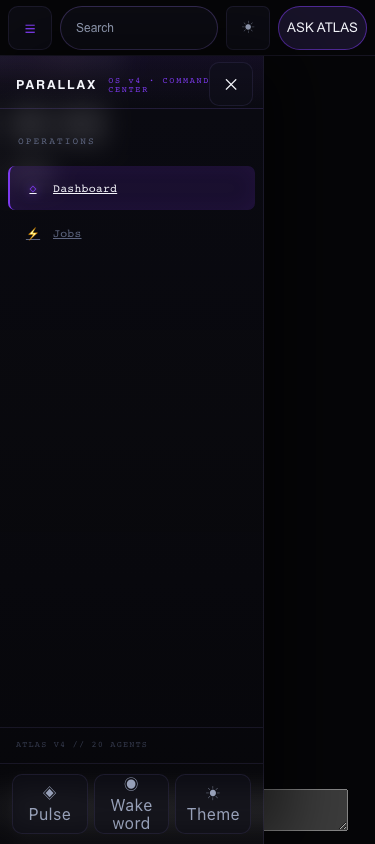 ☰ Search ☀ ASK ATLAS
PARALLAX OS v4 · COMMAND
CENTER
OPERATIONS
◇ Dashboard
⚡ Jobs
ATLAS V4 // 20 AGENTS
◈ Pulse
◉ Wake
word
☀ Theme